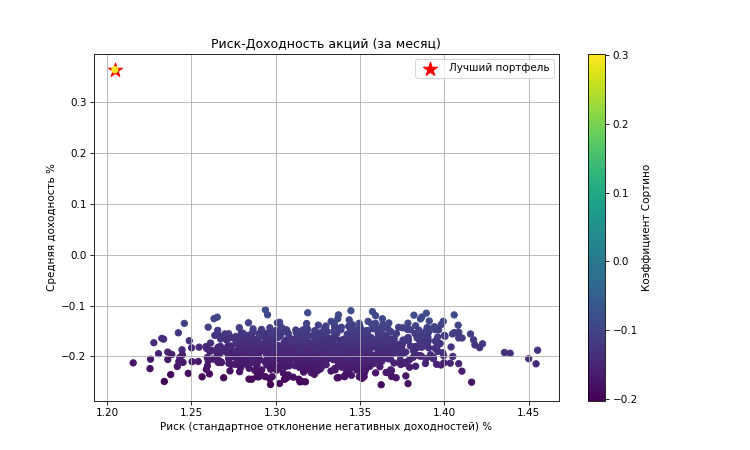 Риск-Доходность акций (за месяц)
Лучший портфель
Средняя доходность %
0.3
0.2
0.1
0.0
−0.1
−0.2
1.20 1.25 1.30 1.35 1.40 1.45
Риск (стандартное отклонение негативных доходностей) %
0.3
0.2
0.1
0.0
−0.1
−0.2
Коэффициент Сортино